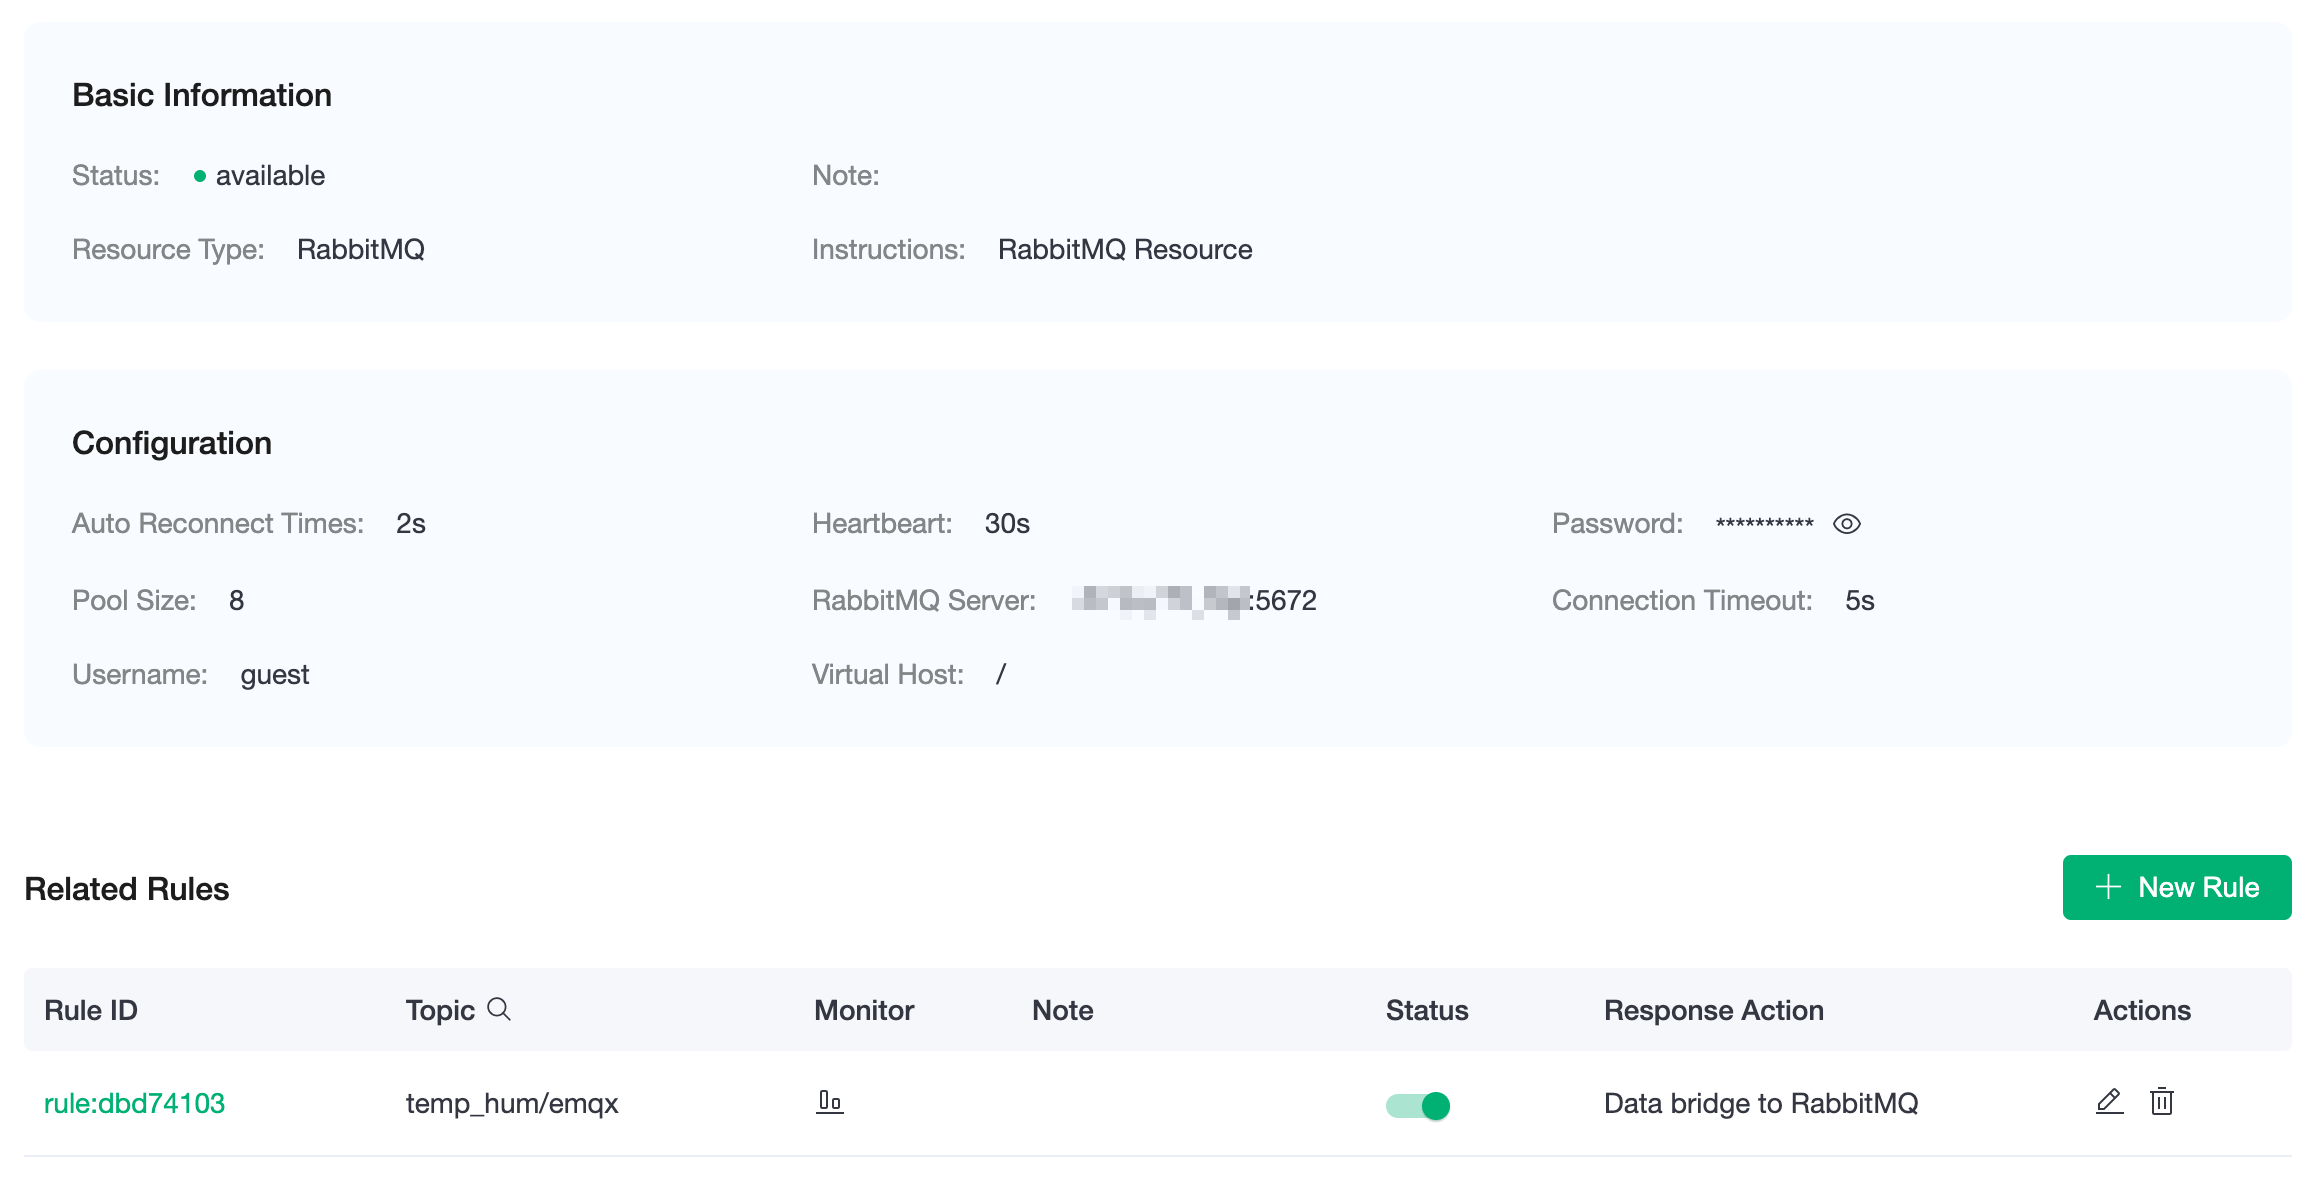 Basic Information
Status: available Note:
Resource Type: RabbitMQ Instructions: RabbitMQ Resource
Configuration
Auto Reconnect Times: 2s Heartbeart: 30s Password: **********
Pool Size: 8 RabbitMQ Server: :5672 Connection Timeout: 5s
Username: guest Virtual Host: /
Related Rules New Rule
Rule ID Topic Monitor Note Status Response Action Actions
rule:dbd74103 temp_hum/emqx Data bridge to RabbitMQ